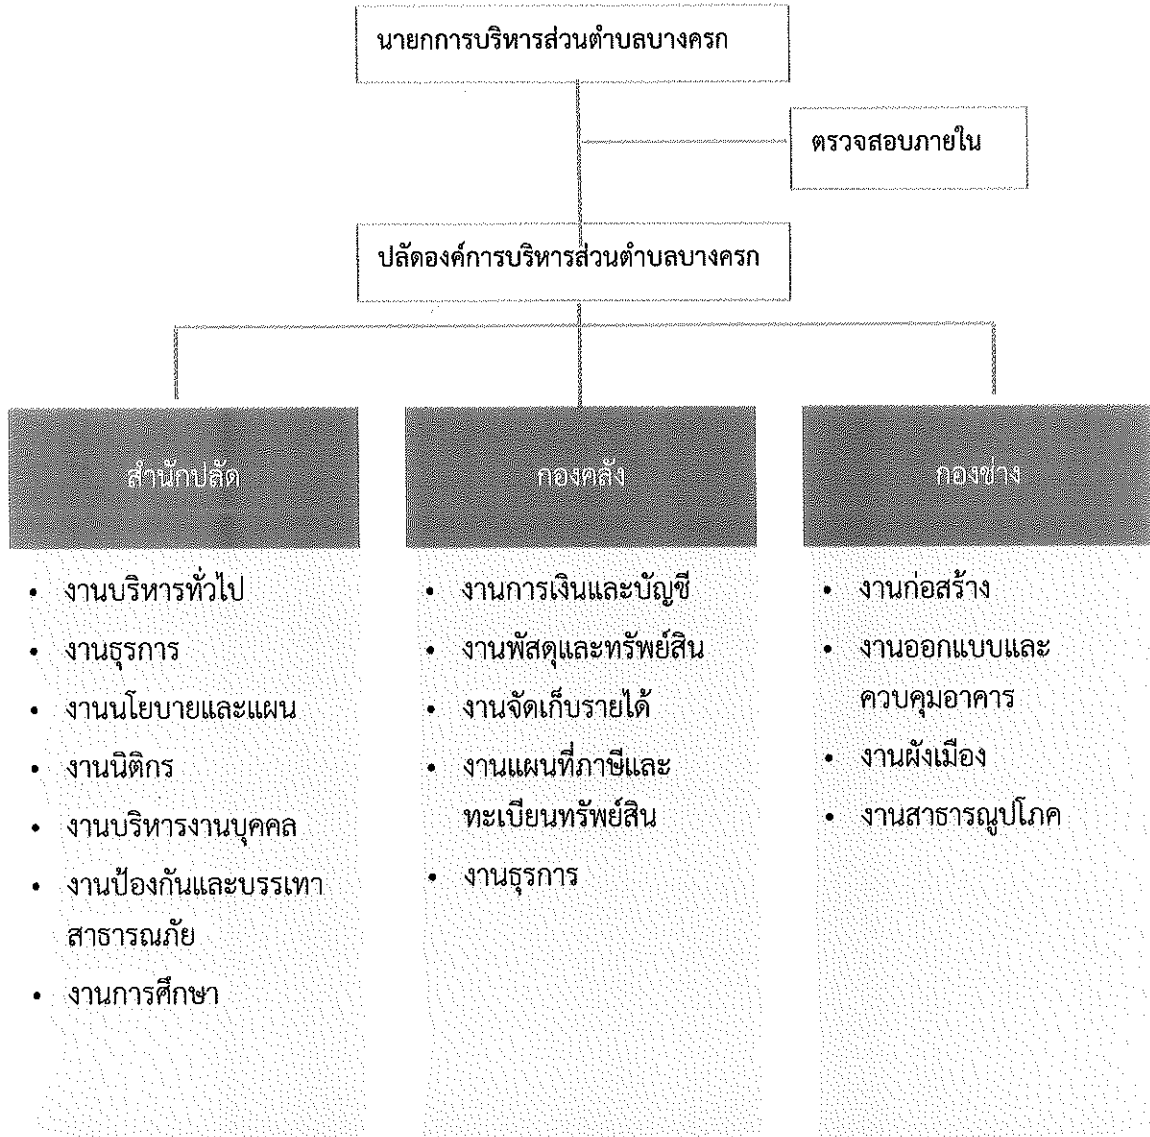 นายกการบริหารส่วนตำบลบางครก
ตรวจสอบภายใน
ปลัดองค์การบริหารส่วนตำบลบางครก
สำนักปลัด
• งานบริหารทั่วไป
• งานธุรการ
• งานนโยบายและแผน
• งานนิติกร
• งานบริหารงานบุคคล
• งานป้องกันและบรรเทา
สาธารณภัย
• งานการศึกษา
กองคลัง
• งานการเงินและบัญชี
• งานพัสดุและทรัพย์สิน
• งานจัดเก็บรายได้
• งานแผนที่ภาษีและ
ทะเบียนทรัพย์สิน
• งานธุรการ
กองช่าง
• งานก่อสร้าง
• งานออกแบบและ
ควบคุมอาคาร
• งานผังเมือง
• งานสาธารณูปโภค